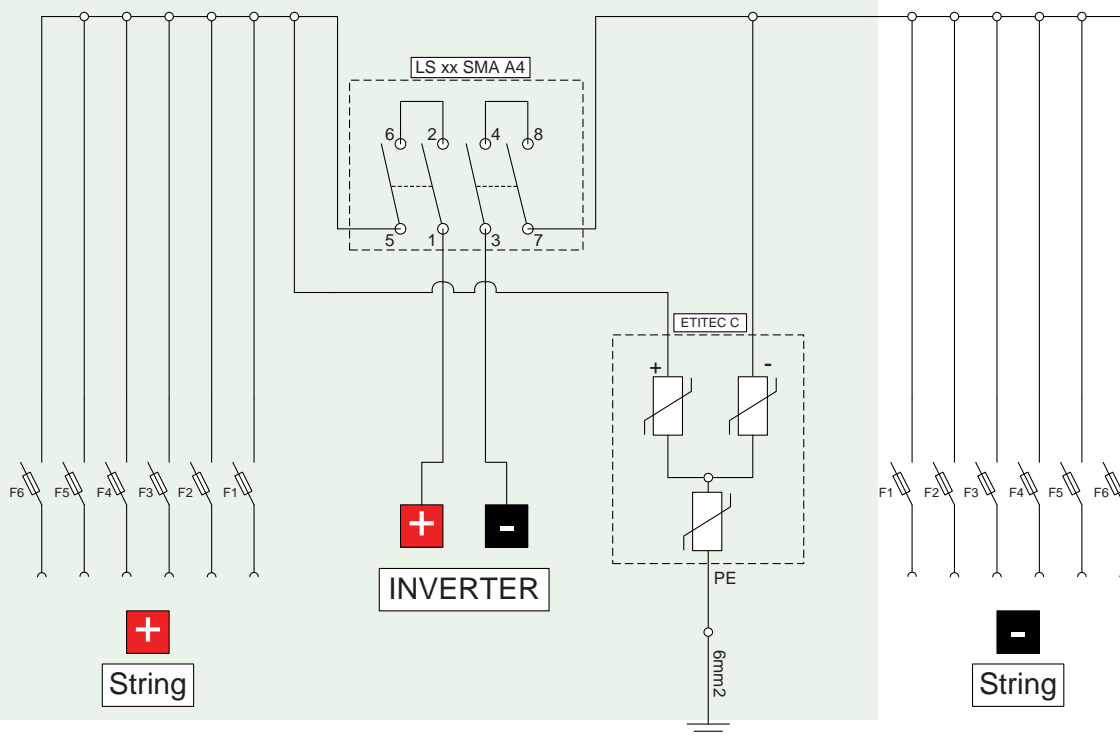 LS xx SMA A4
6 2 4 8
5 1 3 7
ETITEC C
+ -
F6 F5 F4 F3 F2 F1
F1 F2 F3 F4 F5 F6
+ -
INVERTER
PE
6mm2
+
String
-
String